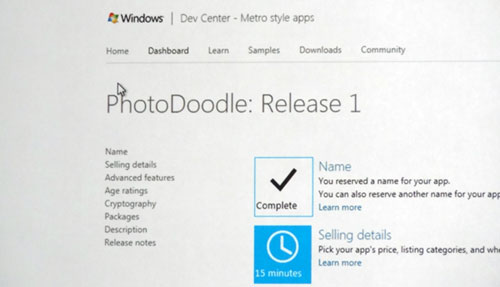 Windows | Dev Center - Metro style apps
Home Dashboard Learn Samples Downloads Community
PhotoDoodle: Release 1
Name
Selling details
Advanced features
Age ratings
Cryptography
Packages
Description
Release notes
Complete
Name
You reserved a name for your app.
You can also reserve another name for your app
Learn more
15 minutes
Selling details
Pick your app's price, listing categories, and
Learn more